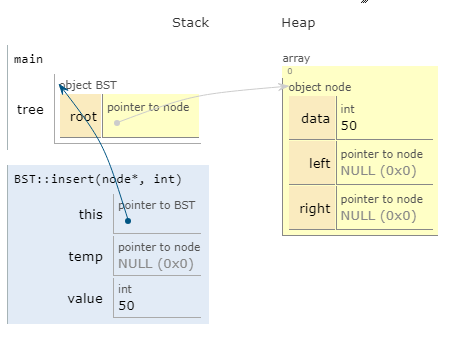 Stack Heap
main
array
0
object BST
object node
tree
root
pointer to node
data
int
50
left
pointer to node
NULL (0x0)
right
pointer to node
NULL (0x0)
BST::insert(node*, int)
this
pointer to BST
temp
pointer to node
NULL (0x0)
value
int
50